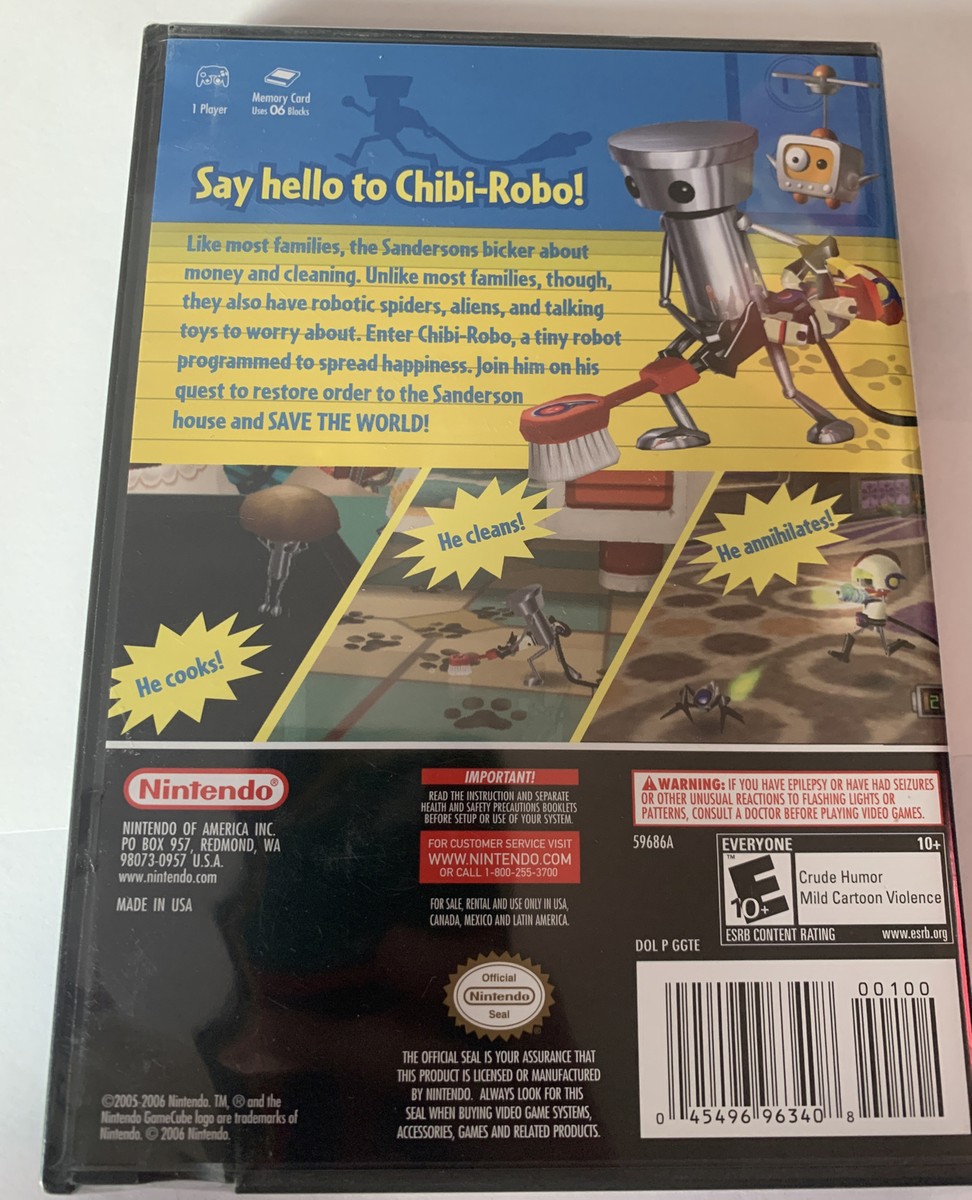 1 Player
Memory Card
Uses 06 Blocks
Say hello to Chibi-Robo!
Like most families, the Sandersons bicker about
money and cleaning. Unlike most families, though,
they also have robotic spiders, aliens, and talking
toys to worry about. Enter Chibi-Robo, a tiny robot
programmed to spread happiness. Join him on his
quest to restore order to the Sanderson
house and SAVE THE WORLD!
He cooks!
He cleans!
He annihilates!
Nintendo®
NINTENDO OF AMERICA INC.
PO BOX 957, REDMOND, WA
98073-0957 U.S.A.
www.nintendo.com
MADE IN USA
IMPORTANT!
READ THE INSTRUCTION AND SEPARATE
HEALTH AND SAFETY PRECAUTIONS BOOKLETS
BEFORE SETUP OR USE OF YOUR SYSTEM.
FOR CUSTOMER SERVICE VISIT
WWW.NINTENDO.COM
OR CALL 1-800-255-3700
FOR SALE, RENTAL AND USE ONLY IN USA,
CANADA, MEXICO AND LATIN AMERICA.
Official
Nintendo
Seal
THE OFFICIAL SEAL IS YOUR ASSURANCE THAT
THIS PRODUCT IS LICENSED OR MANUFACTURED
BY NINTENDO. ALWAYS LOOK FOR THIS
SEAL WHEN BUYING VIDEO GAME SYSTEMS,
ACCESSORIES, GAMES AND RELATED PRODUCTS.
WARNING: IF YOU HAVE EPILEPSY OR HAVE HAD SEIZURES
OR OTHER UNUSUAL REACTIONS TO FLASHING LIGHTS OR
PATTERNS, CONSULT A DOCTOR BEFORE PLAYING VIDEO GAMES.
59686A
EVERYONE 10+
TM
E
10+
Crude Humor
Mild Cartoon Violence
ESRB CONTENT RATING www.esrb.org
DOL P GGTE
00100
0 45496 96340 8
©2005-2006 Nintendo. TM, ® and the
Nintendo GameCube logo are trademarks of
Nintendo. © 2006 Nintendo.